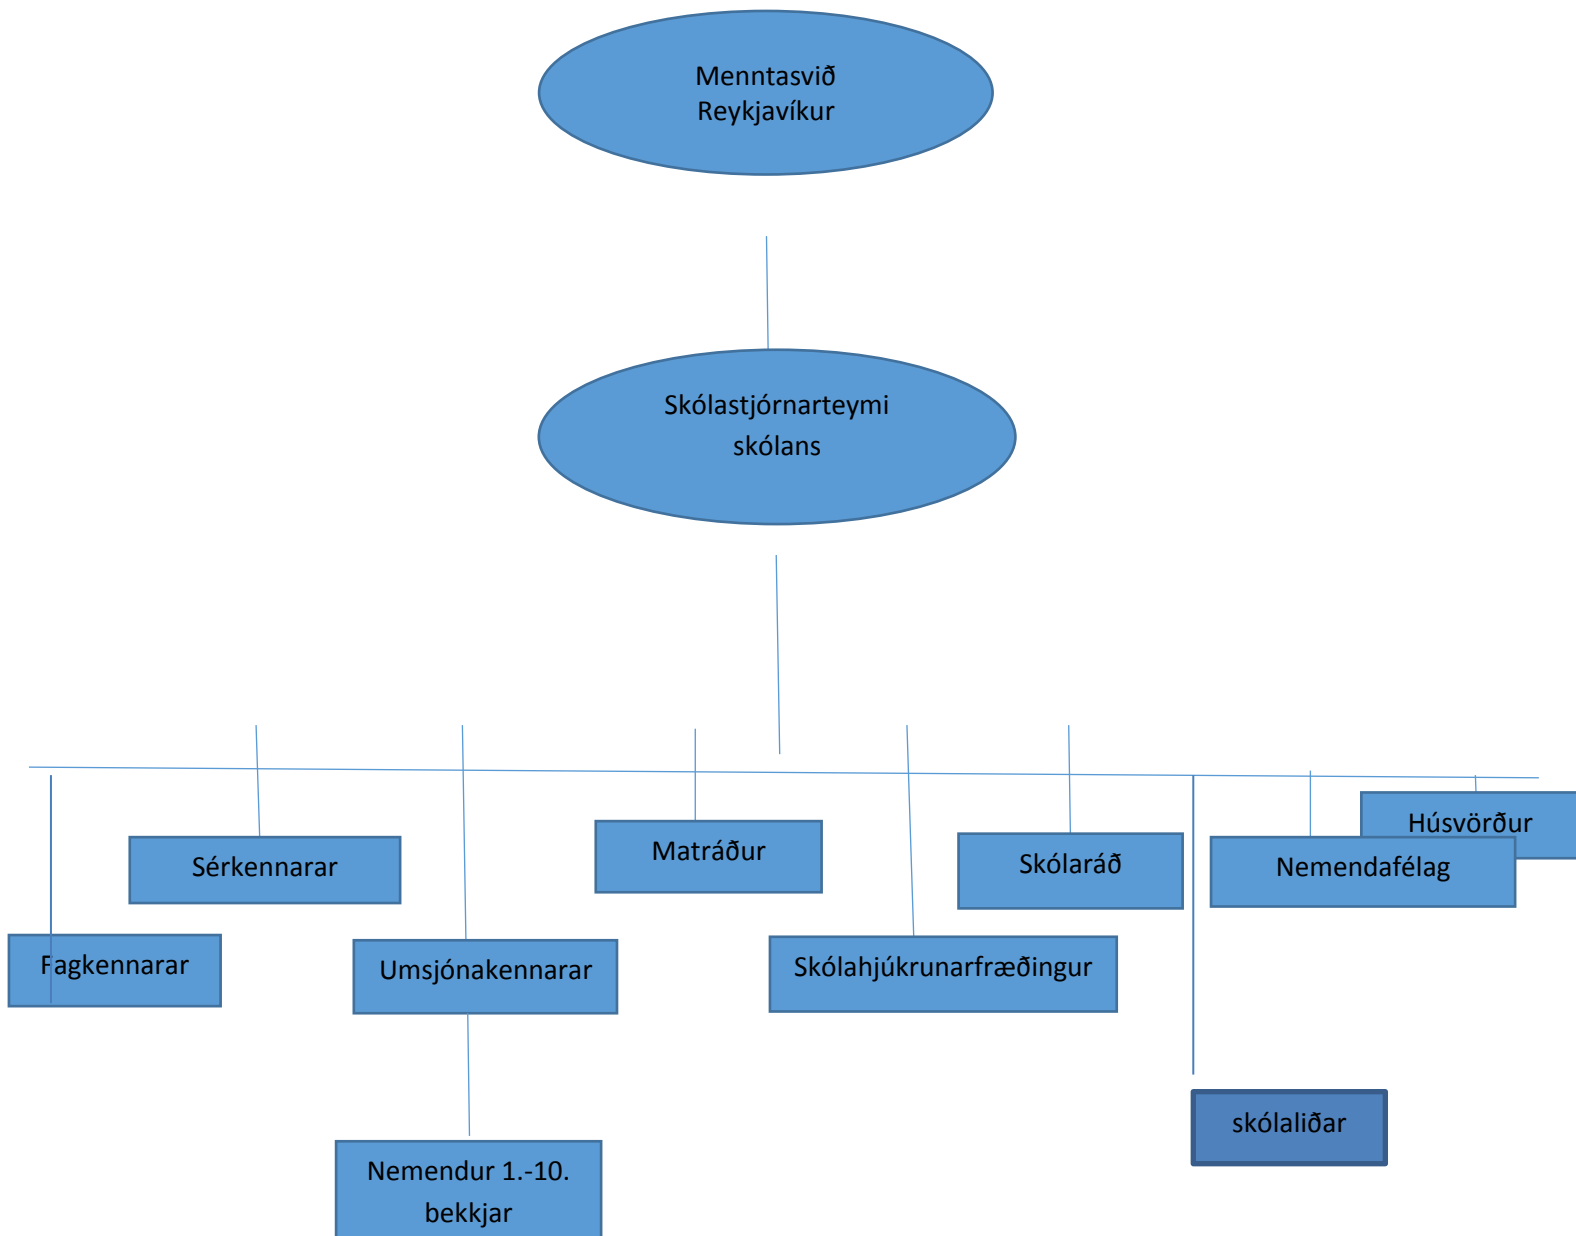 Menntasvið
Reykjavíkur
Skólastjórnarteymi
skólans
Húsvörður
Matráður
Sérkennarar
Skólaráð
Nemendafélag
Fagkennarar
Umsjónakennarar
Skólahjúkrunarfræðingur
skólaliðar
Nemendur 1.-10.
bekkjar